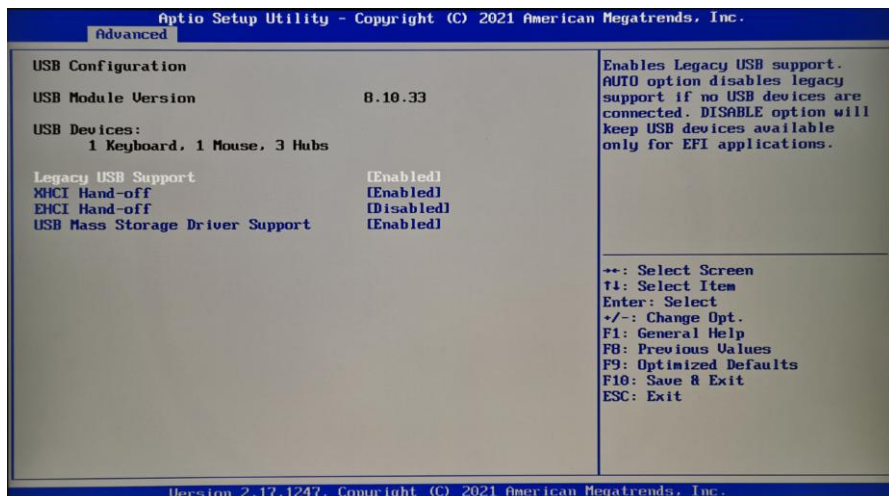 Aptio Setup Utility - Copyright (C) 2021 American Megatrends, Inc.
Advanced
USB Configuration
USB Module Version 8.10.33
USB Devices:
1 Keyboard, 1 Mouse, 3 Hubs
Legacy USB Support [Enabled]
XHCI Hand-off [Enabled]
EHCI Hand-off [Disabled]
USB Mass Storage Driver Support [Enabled]
Enables Legacy USB support.
AUTO option disables legacy
support if no USB devices are
connected. DISABLE option will
keep USB devices available
only for EFI applications.
→←: Select Screen
↑↓: Select Item
Enter: Select
+/-: Change Opt.
F1: General Help
F8: Previous Values
F9: Optimized Defaults
F10: Save & Exit
ESC: Exit
Version 2.17.1247. Copyright (C) 2021 American Megatrends, Inc.